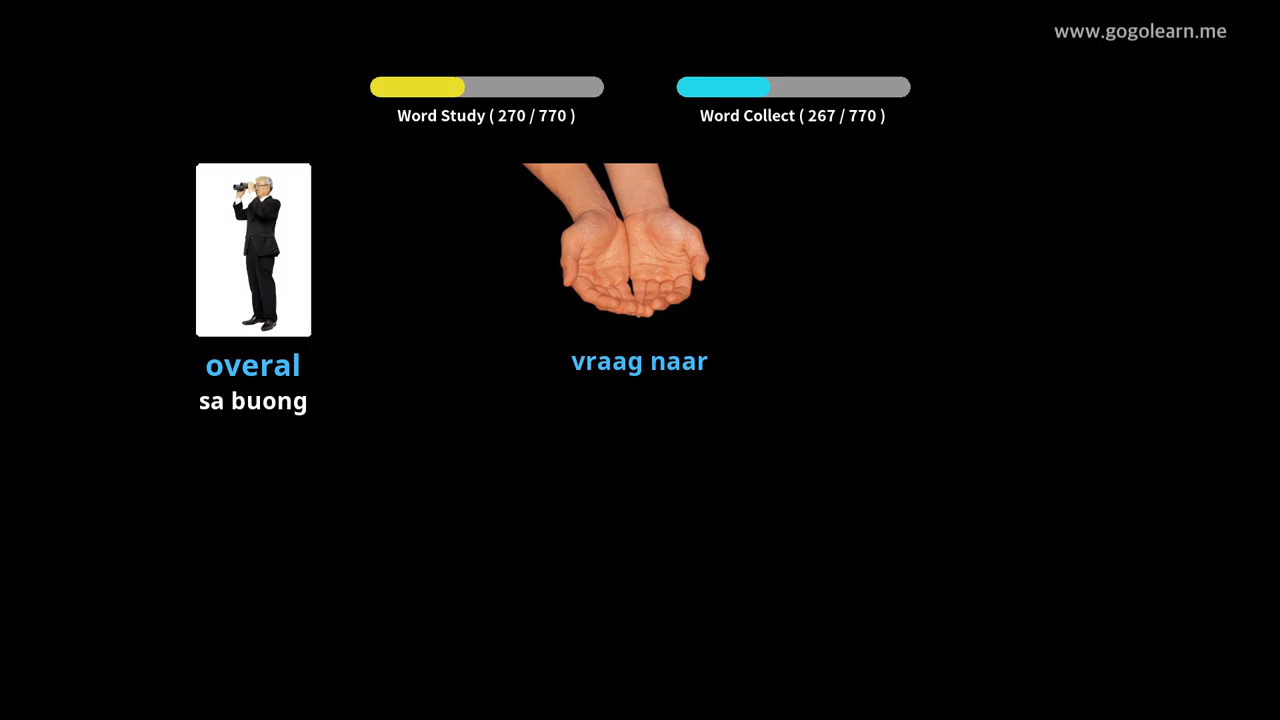 www.gogolearn.me
Word Study ( 270 / 770 )
Word Collect ( 267 / 770 )
overal
sa buong
vraag naar